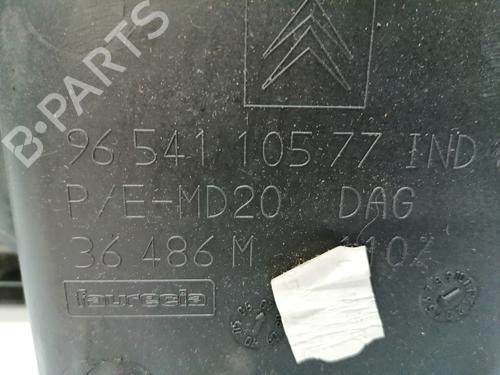 B-PARTS
96 541 105 77 IND
P/E-MD20 DAG
36 486 M
faurecia